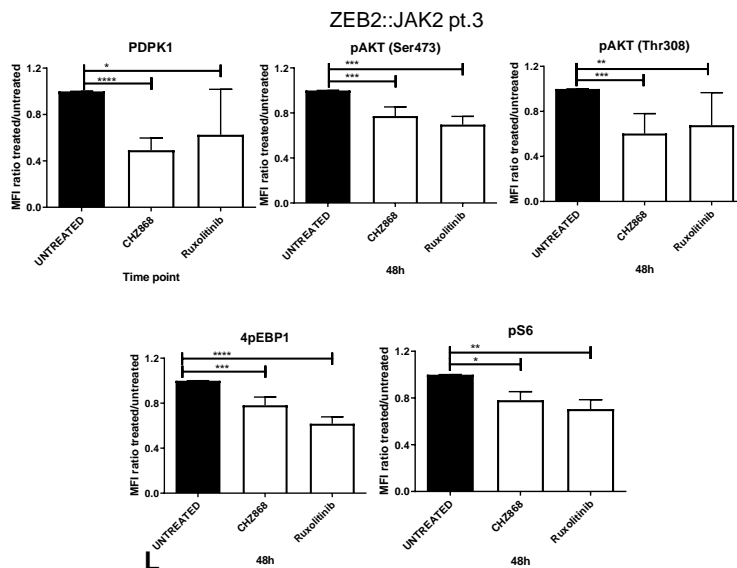 ZEB2::JAK2 pt.3
PDPK1
MFI ratio treated/untreated
1.2
0.8
0.4
0.0
*
****
UNTREATED
CHZ868
Ruxolitinib
Time point
pAKT (Ser473)
MFI ratio treated/untreated
1.2
0.8
0.4
0.0
***
***
UNTREATED
CHZ868
Ruxolitinib
48h
pAKT (Thr308)
MFI ratio treated/untreated
1.2
0.8
0.4
0.0
**
***
UNTREATED
CHZ868
Ruxolitinib
48h
4pEBP1
MFI ratio treated/untreated
1.2
0.8
0.4
0.0
****
***
UNTREATED
CHZ868
Ruxolitinib
48h
pS6
MFI ratio treated/untreated
1.2
0.8
0.4
0.0
**
*
UNTREATED
CHZ868
Ruxolitinib
48h